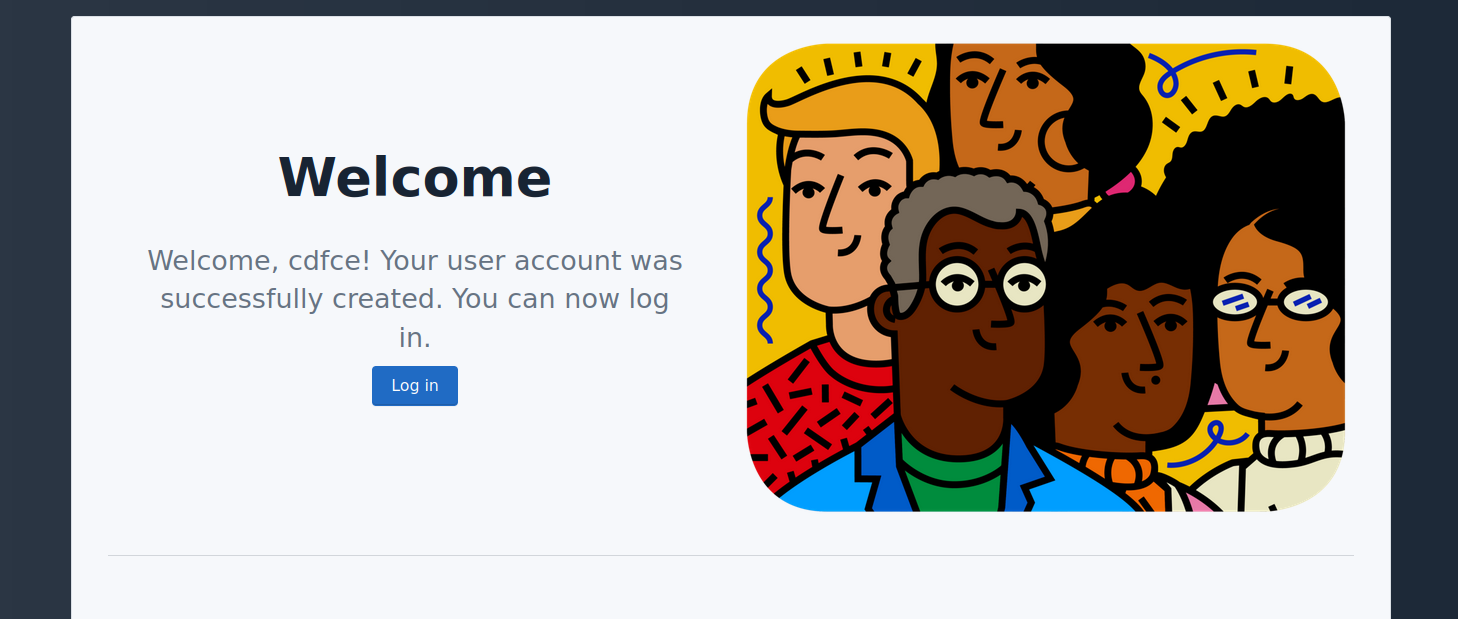 Welcome
Welcome, cdfce! Your user account was
successfully created. You can now log
in.
Log in